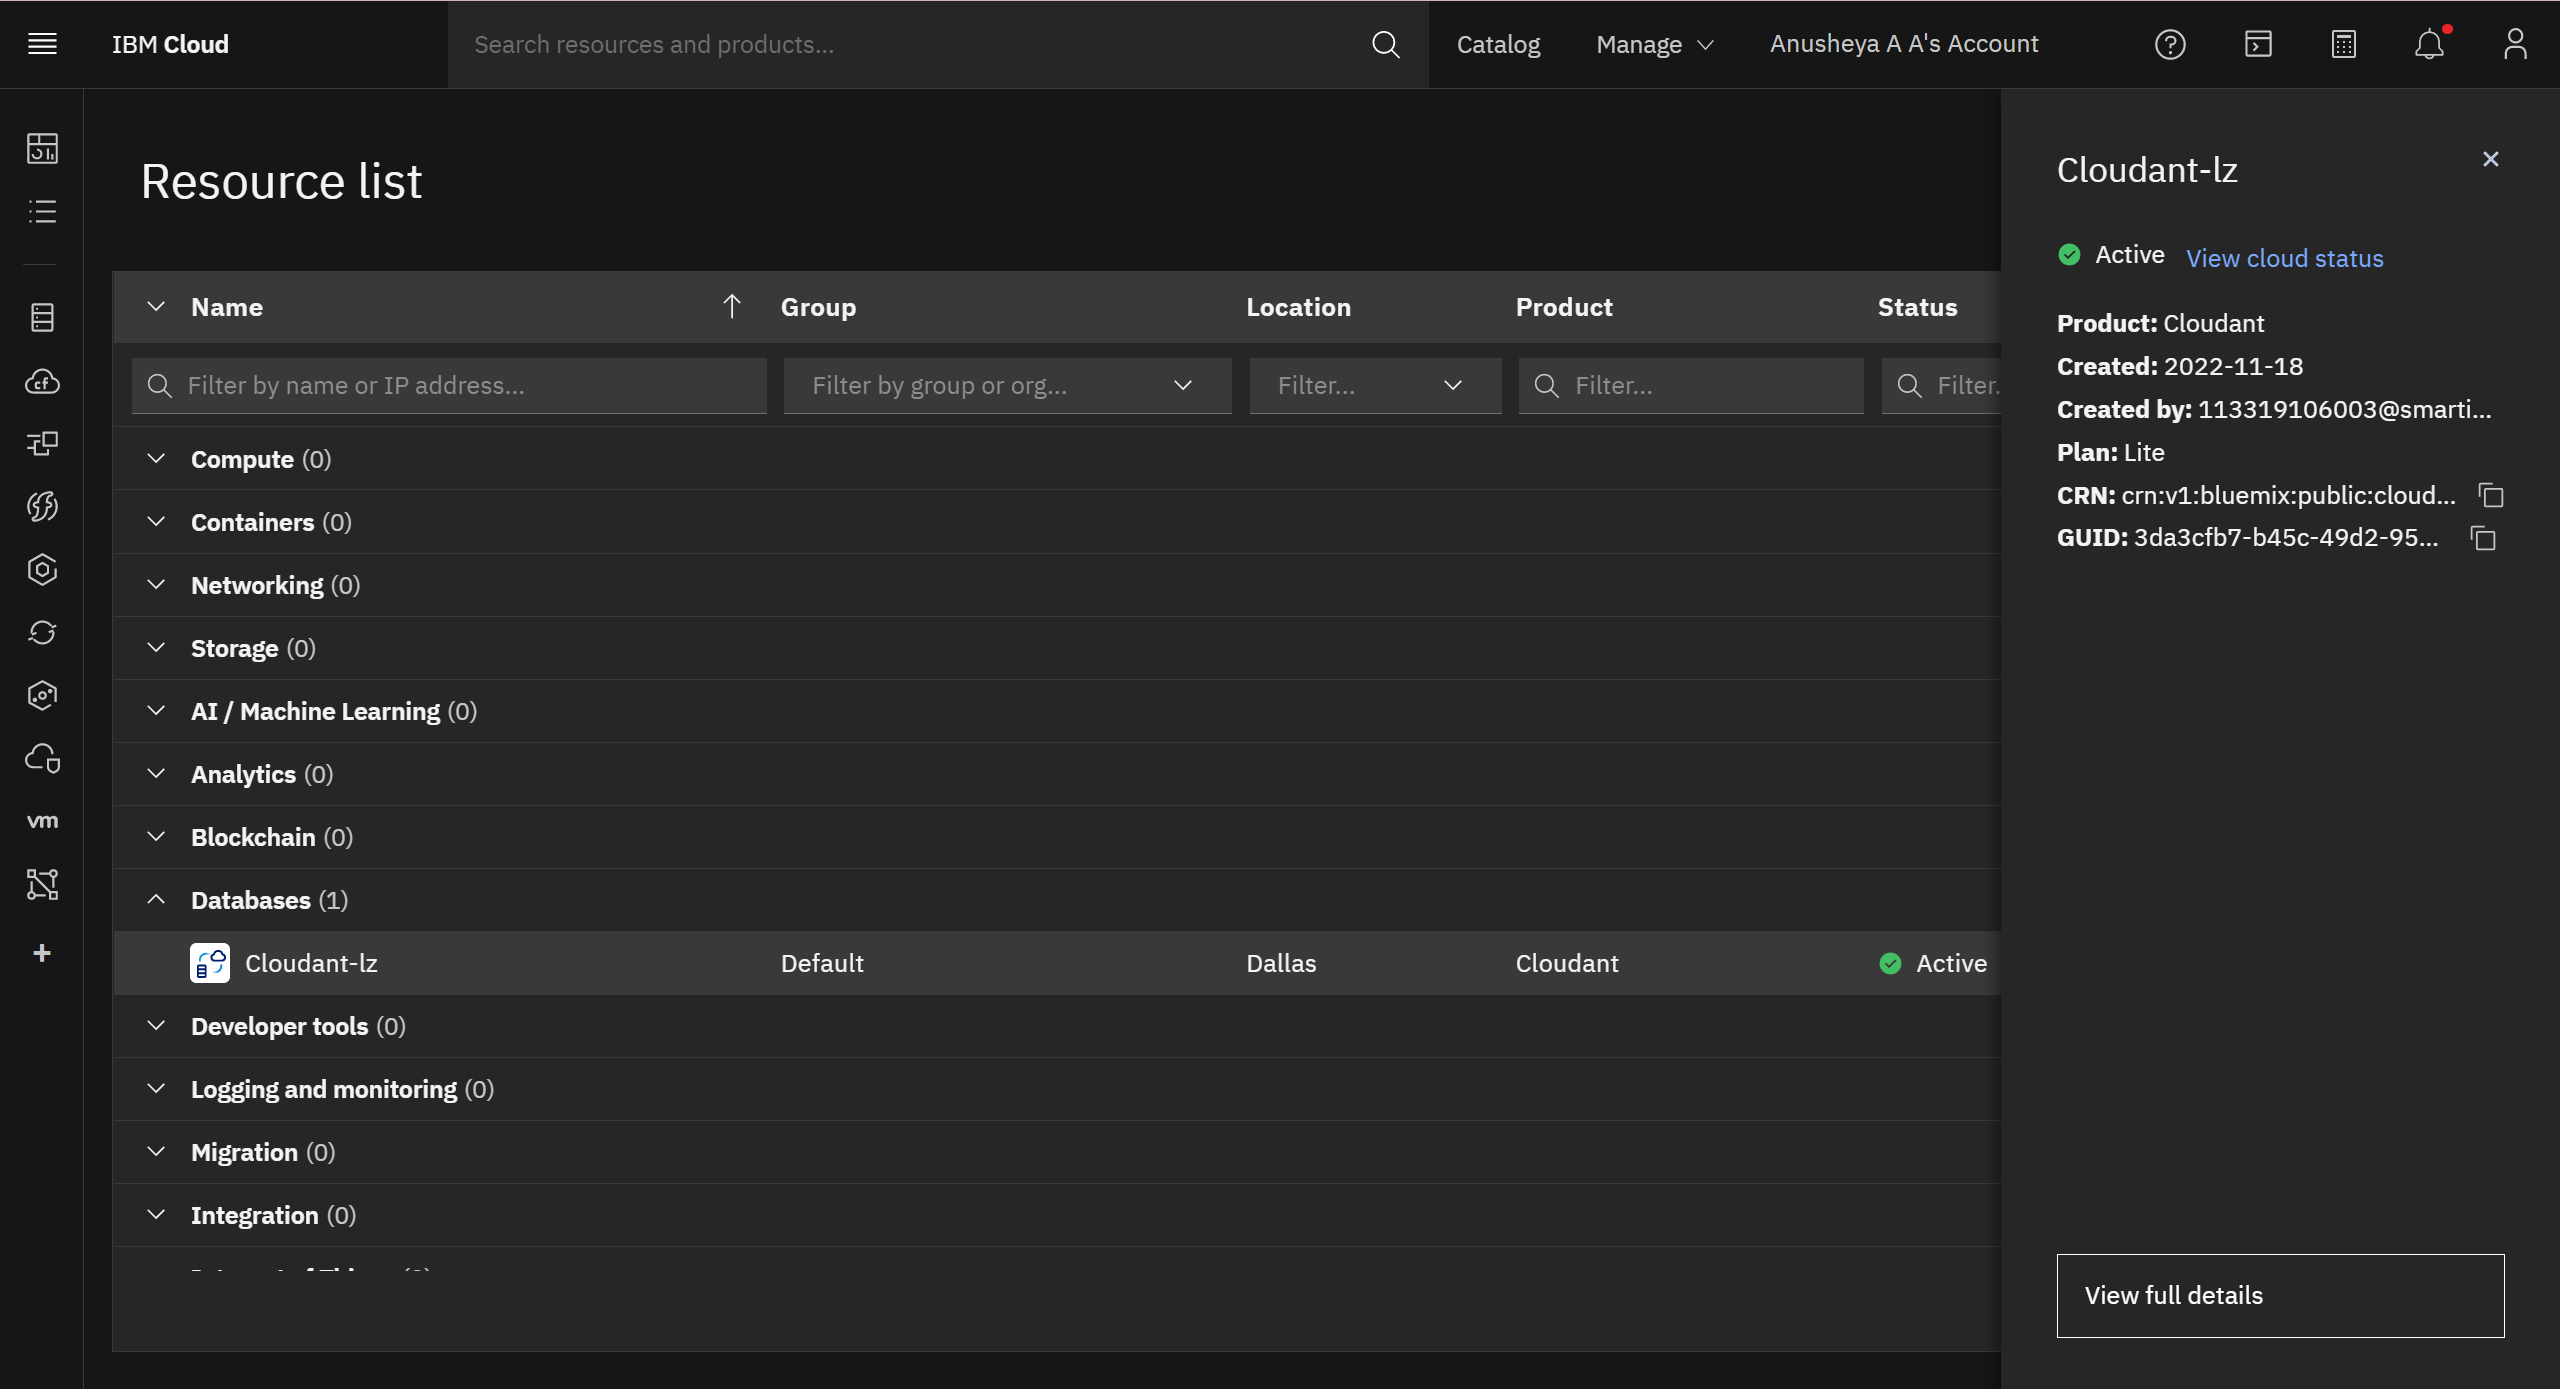 IBM Cloud
Search resources and products...
Catalog
Manage
Anusheya A A's Account
Resource list
Name
Group
Location
Product
Status
Filter by name or IP address...
Filter by group or org...
Filter...
Filter...
Filter.
Compute (0)
Containers (0)
Networking (0)
Storage (0)
AI / Machine Learning (0)
Analytics (0)
Blockchain (0)
Databases (1)
Cloudant-lz
Default
Dallas
Cloudant
Active
Developer tools (0)
Logging and monitoring (0)
Migration (0)
Integration (0)
cf
vm
Cloudant-lz
Active
View cloud status
Product: Cloudant
Created: 2022-11-18
Created by: 113319106003@smarti...
Plan: Lite
CRN: crn:v1:bluemix:public:cloud...
GUID: 3da3cfb7-b45c-49d2-95...
View full details